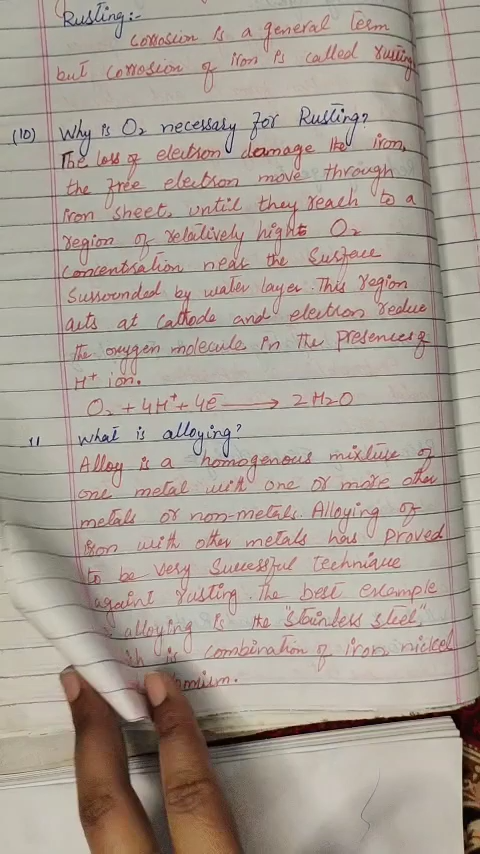 Rusting:-
Corrosion is a general term
but corrosion of iron is called rusting
(10) Why is O2 necessary for Rusting?
The loss of electron damage the iron,
the free electron move through
iron sheet, until they reach to a
region of relatively hight O2
concentration near the surface
surrounded by water layer. This region
acts at cathode and electron reduce
the oxygen molecule in the presences of
H+ ion.
O2 + 4H+ + 4e⁻ ⟶ 2H2O
11 what is alloying?
Alloy is a homogenous mixture of
one metal with one or more other
metals or non-metals. Alloying of
iron with other metals has proved
to be very successful technique
againt rusting. The best example
alloying is the "stainless steel",
is combination of iron, nickel